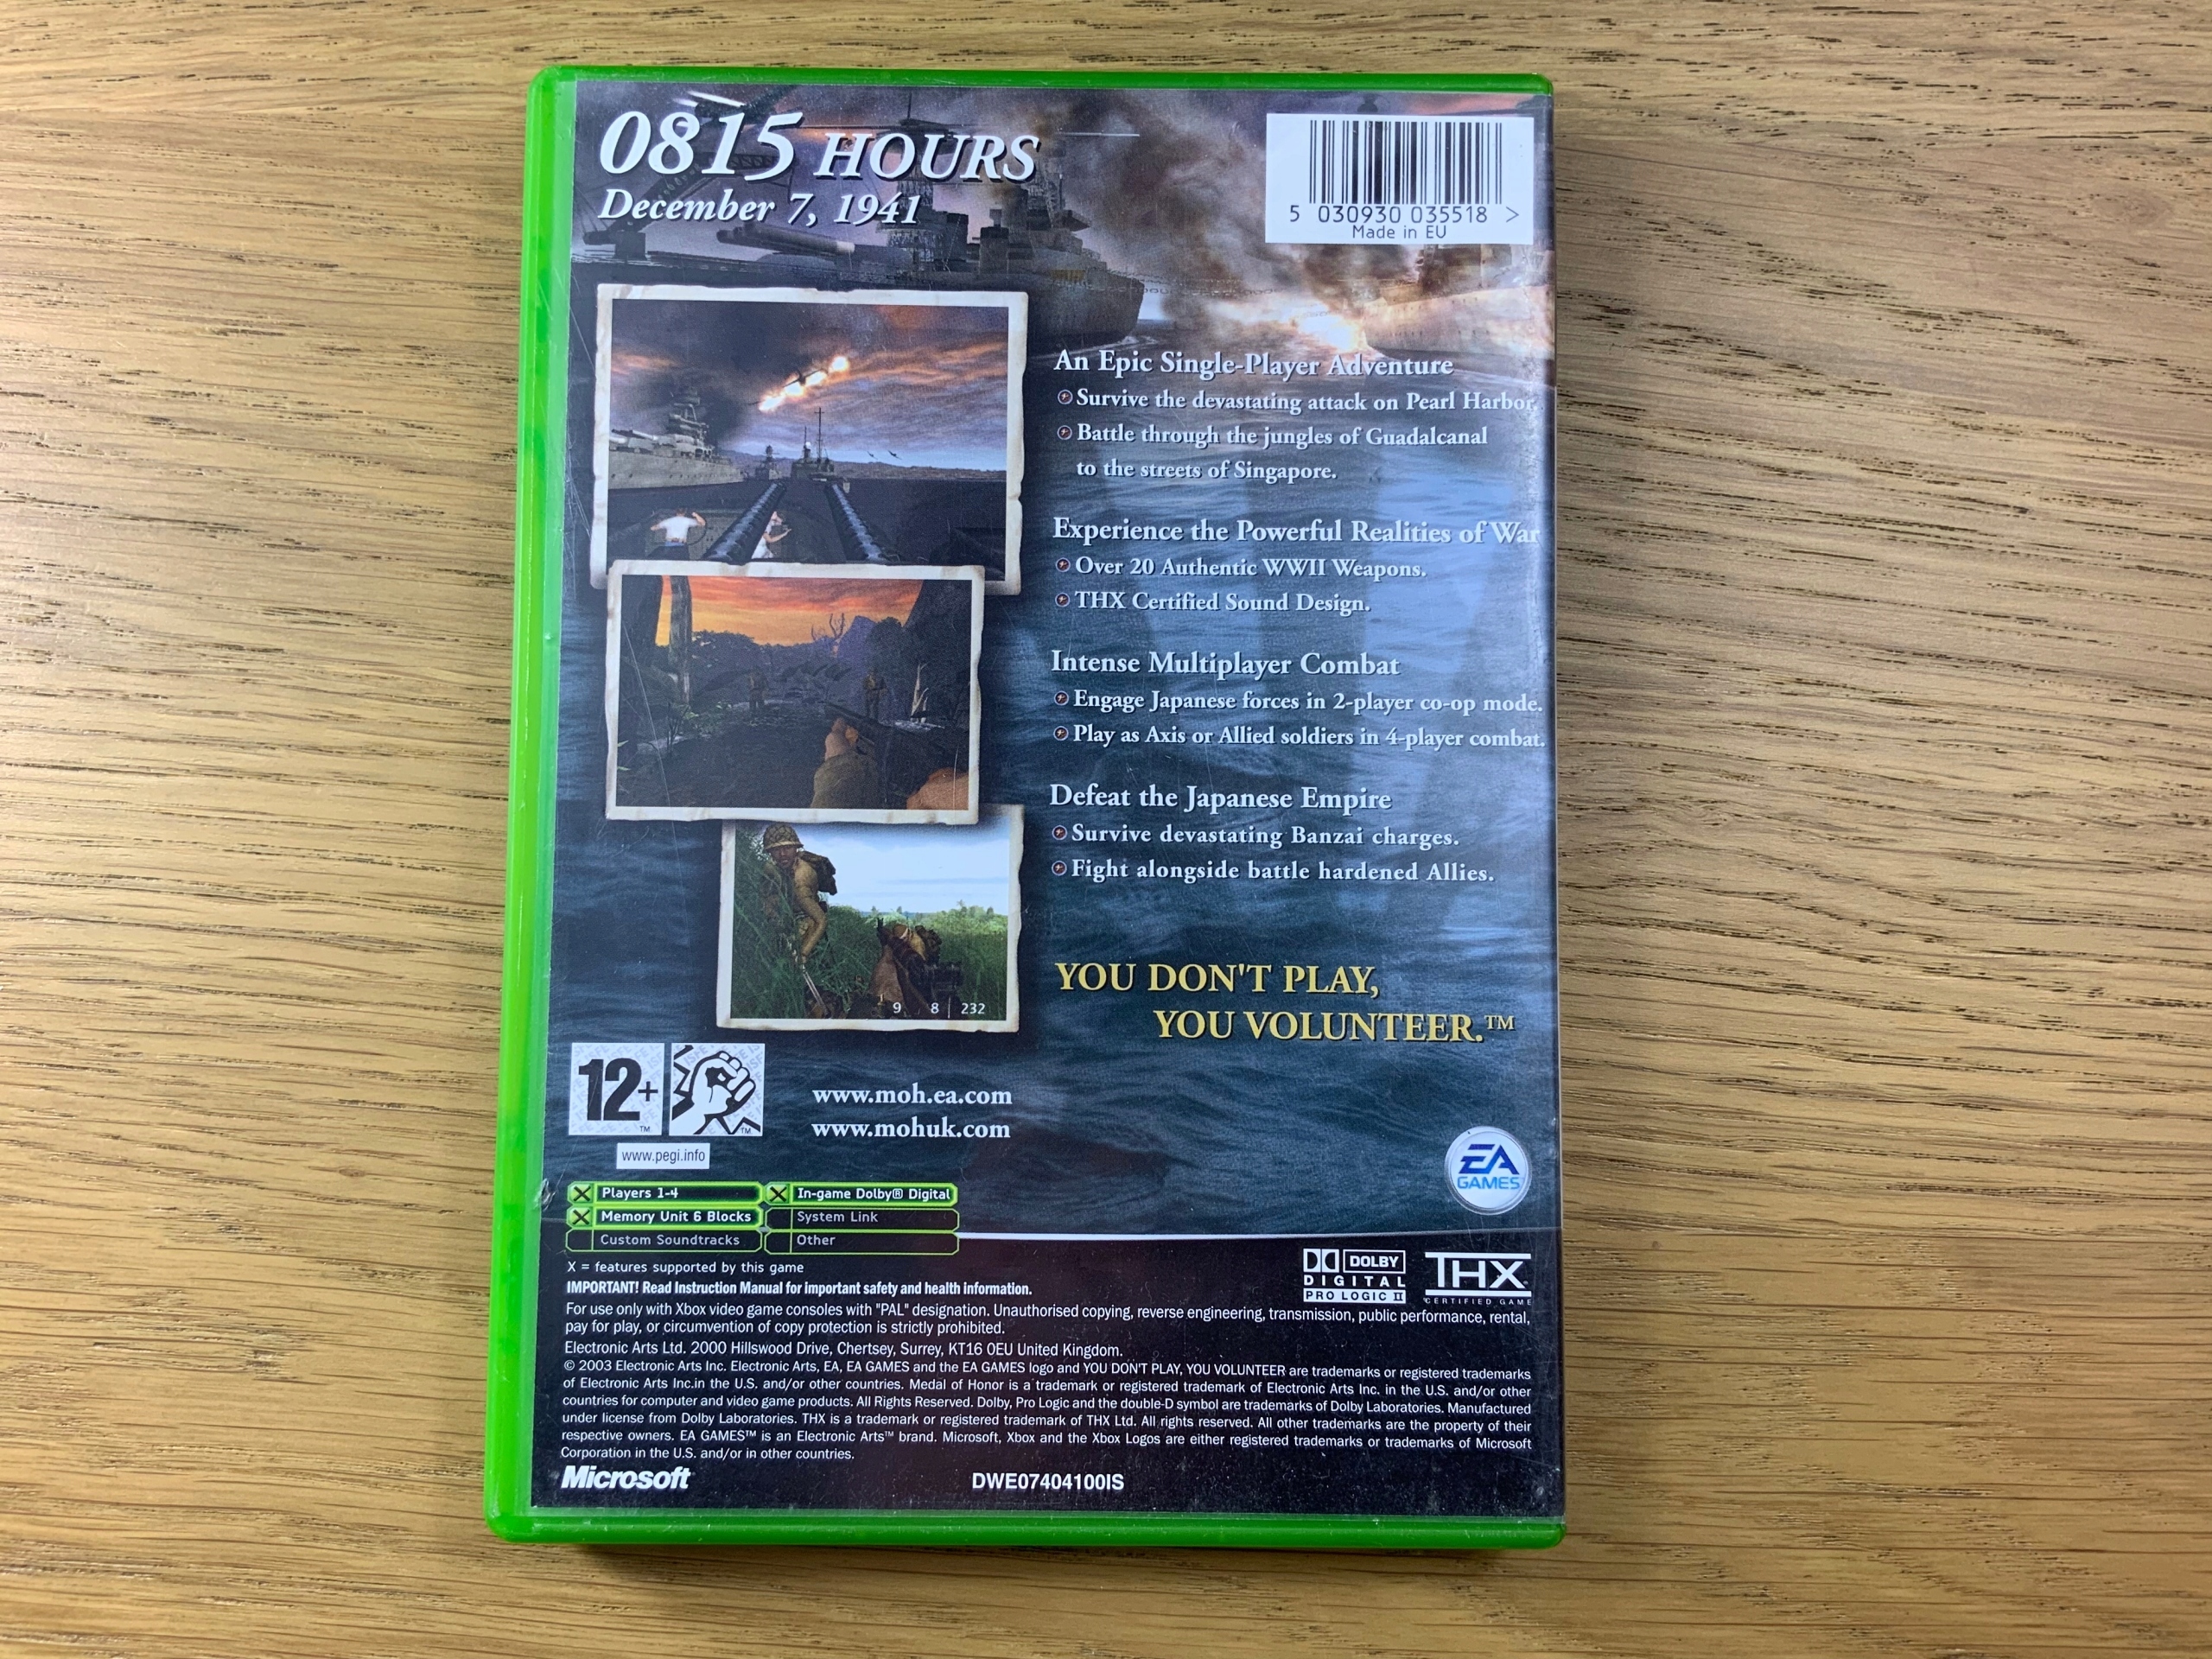 0815 HOURS
December 7, 1941
5 030930 035518 >
Made in EU
An Epic Single-Player Adventure
Survive the devastating attack on Pearl Harbor.
Battle through the jungles of Guadalcanal
to the streets of Singapore.
Experience the Powerful Realities of War
Over 20 Authentic WWII Weapons.
THX Certified Sound Design.
Intense Multiplayer Combat
Engage Japanese forces in 2-player co-op mode.
Play as Axis or Allied soldiers in 4-player combat.
Defeat the Japanese Empire
Survive devastating Banzai charges.
Fight alongside battle hardened Allies.
9 8 | 232
YOU DON'T PLAY,
YOU VOLUNTEER.™
12+™
™
www.pegi.info
www.moh.ea.com
www.mohuk.com
EA
GAMES
X Players 1-4
X In-game Dolby® Digital
X Memory Unit 6 Blocks
System Link
Custom Soundtracks
Other
X = features supported by this game
DOLBY
DIGITAL
PRO LOGIC II
THX
CERTIFIED GAME
IMPORTANT! Read Instruction Manual for important safety and health information.
For use only with Xbox video game consoles with "PAL" designation. Unauthorised copying, reverse engineering, transmission, public performance, rental,
pay for play, or circumvention of copy protection is strictly prohibited.
Electronic Arts Ltd. 2000 Hillswood Drive, Chertsey, Surrey, KT16 0EU United Kingdom.
© 2003 Electronic Arts Inc. Electronic Arts, EA, EA GAMES and the EA GAMES logo and YOU DON'T PLAY, YOU VOLUNTEER are trademarks or registered trademarks
of Electronic Arts Inc.in the U.S. and/or other countries. Medal of Honor is a trademark or registered trademark of Electronic Arts Inc. in the U.S. and/or other
countries for computer and video game products. All Rights Reserved. Dolby, Pro Logic and the double-D symbol are trademarks of Dolby Laboratories. Manufactured
under license from Dolby Laboratories. THX is a trademark or registered trademark of THX Ltd. All rights reserved. All other trademarks are the property of their
respective owners. EA GAMES™ is an Electronic Arts™ brand. Microsoft, Xbox and the Xbox Logos are either registered trademarks or trademarks of Microsoft
Corporation in the U.S. and/or in other countries.
Microsoft
DWE07404100IS